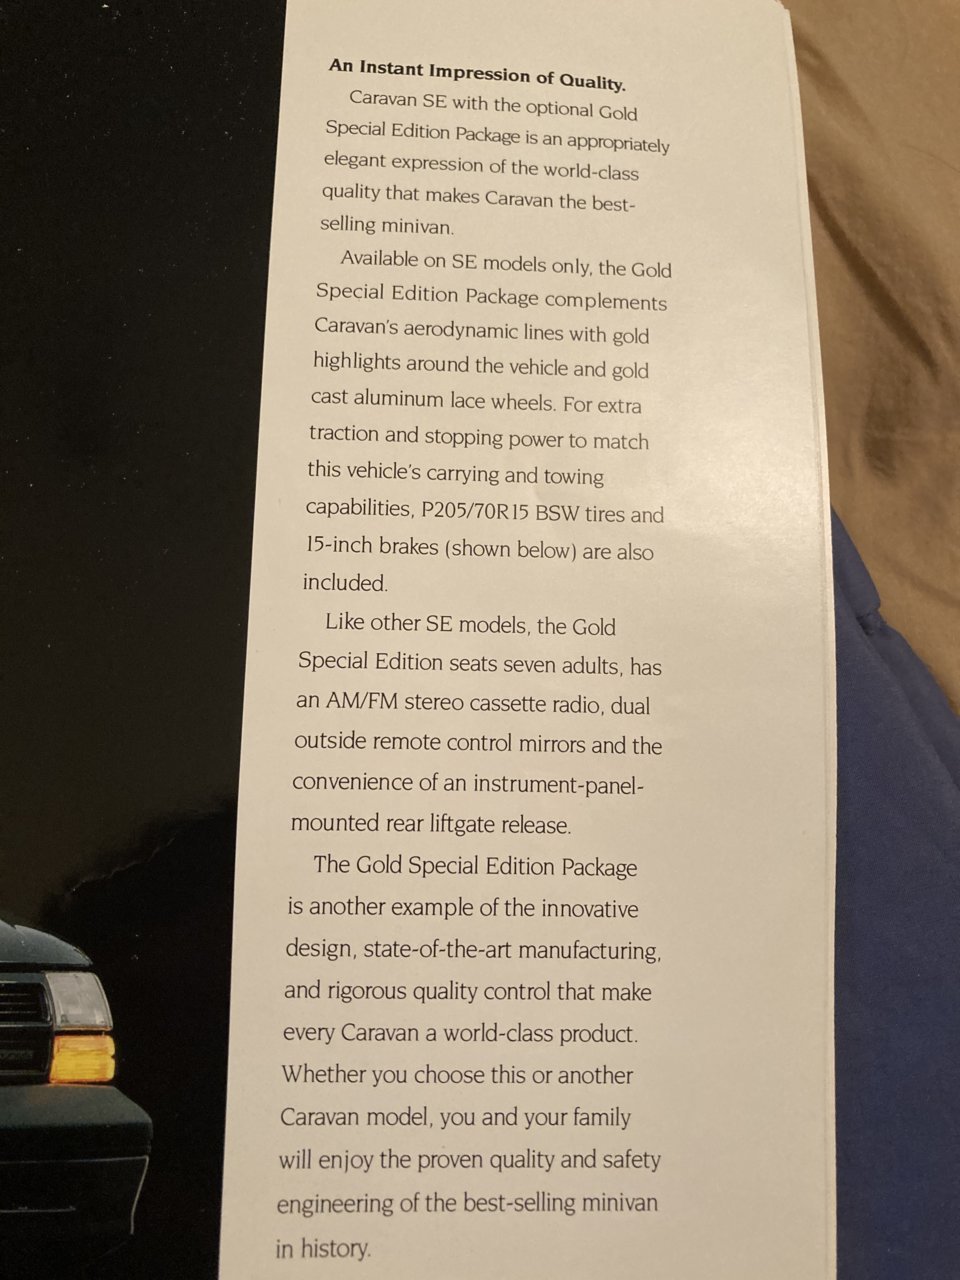 An Instant Impression of Quality.
Caravan SE with the optional Gold
Special Edition Package is an appropriately
elegant expression of the world-class
quality that makes Caravan the best-
selling minivan.
Available on SE models only, the Gold
Special Edition Package complements
Caravan's aerodynamic lines with gold
highlights around the vehicle and gold
cast aluminum lace wheels. For extra
traction and stopping power to match
this vehicle's carrying and towing
capabilities, P205/70R15 BSW tires and
15-inch brakes (shown below) are also
included.
Like other SE models, the Gold
Special Edition seats seven adults, has
an AM/FM stereo cassette radio, dual
outside remote control mirrors and the
convenience of an instrument-panel-
mounted rear liftgate release.
The Gold Special Edition Package
is another example of the innovative
design, state-of-the-art manufacturing,
and rigorous quality control that make
every Caravan a world-class product.
Whether you choose this or another
Caravan model, you and your family
will enjoy the proven quality and safety
engineering of the best-selling minivan
in history.